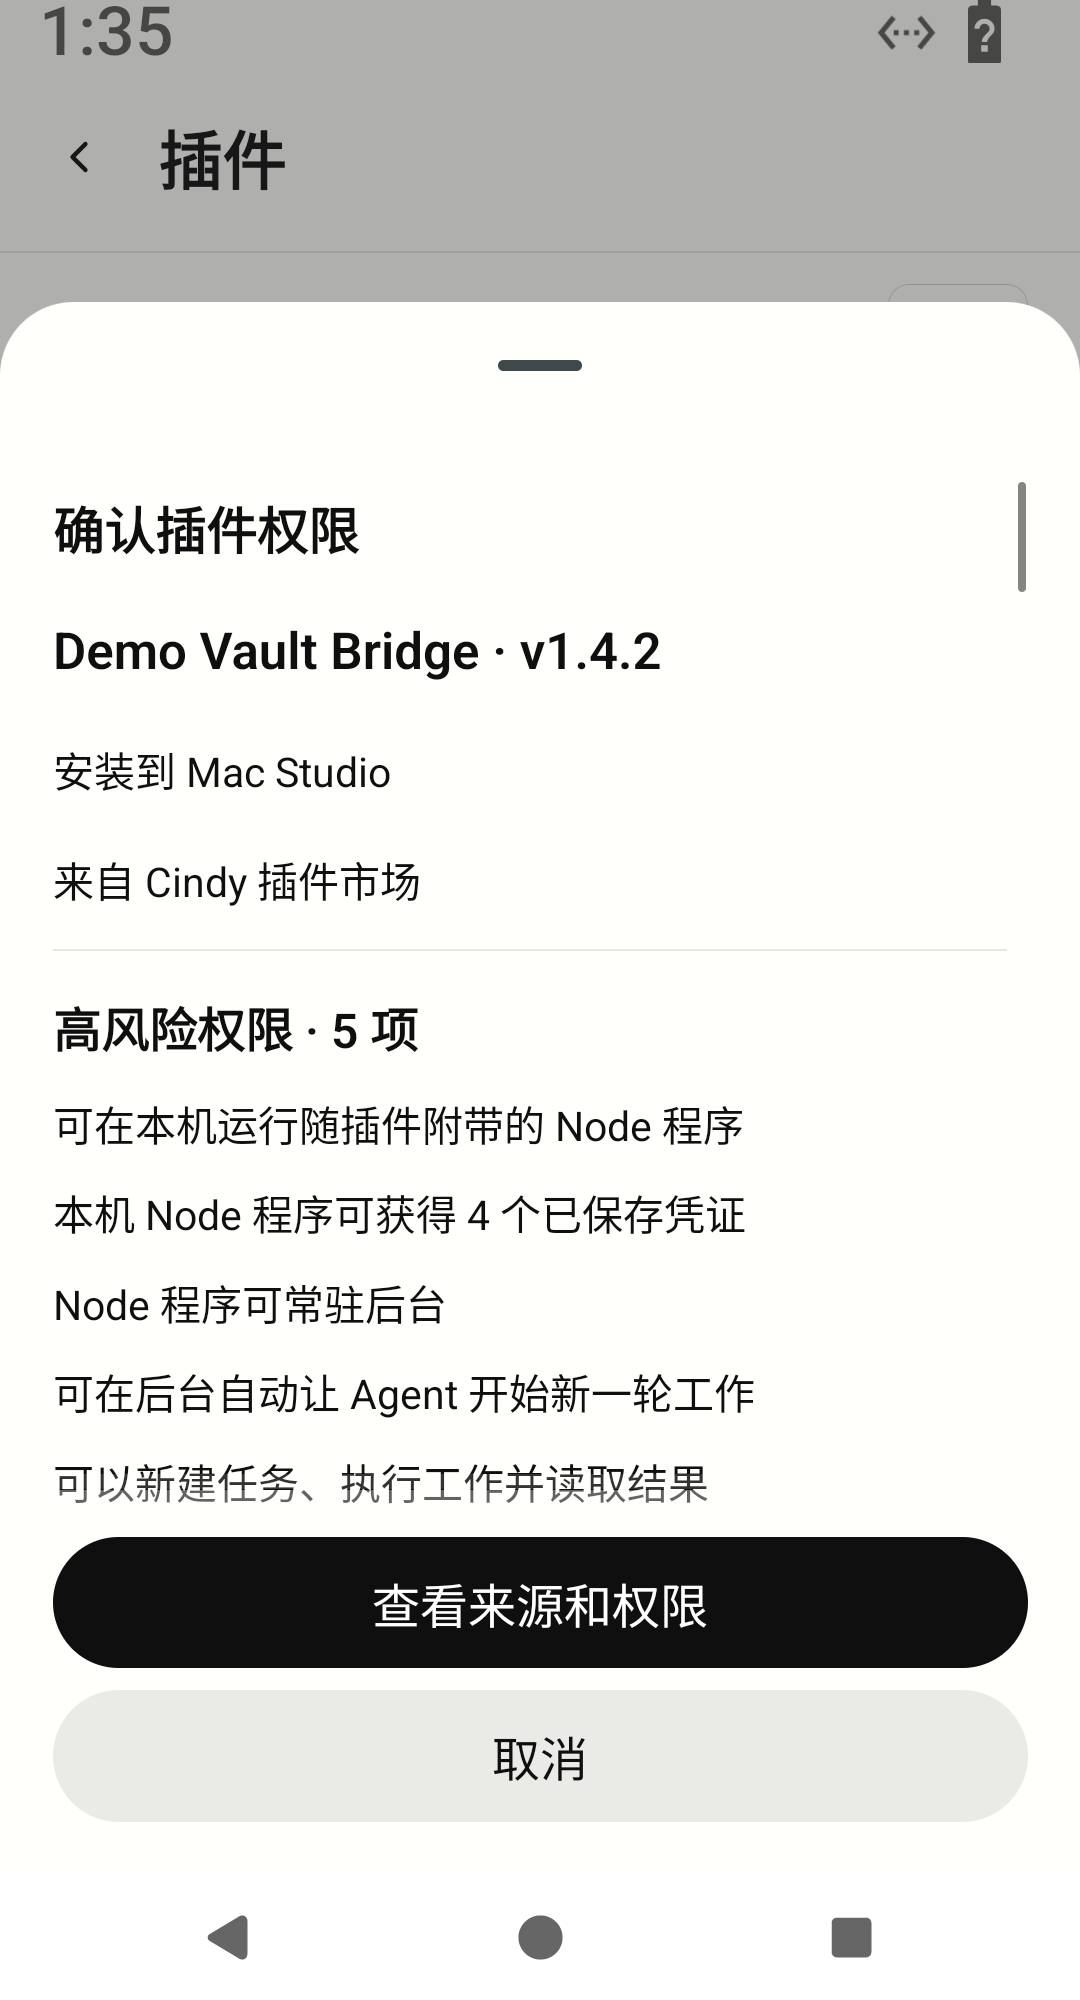 1:35
插件
确认插件权限
Demo Vault Bridge · v1.4.2
安装到 Mac Studio
来自 Cindy 插件市场
高风险权限 · 5 项
可在本机运行随插件附带的 Node 程序
本机 Node 程序可获得 4 个已保存凭证
Node 程序可常驻后台
可在后台自动让 Agent 开始新一轮工作
可以新建任务、执行工作并读取结果
查看来源和权限
取消